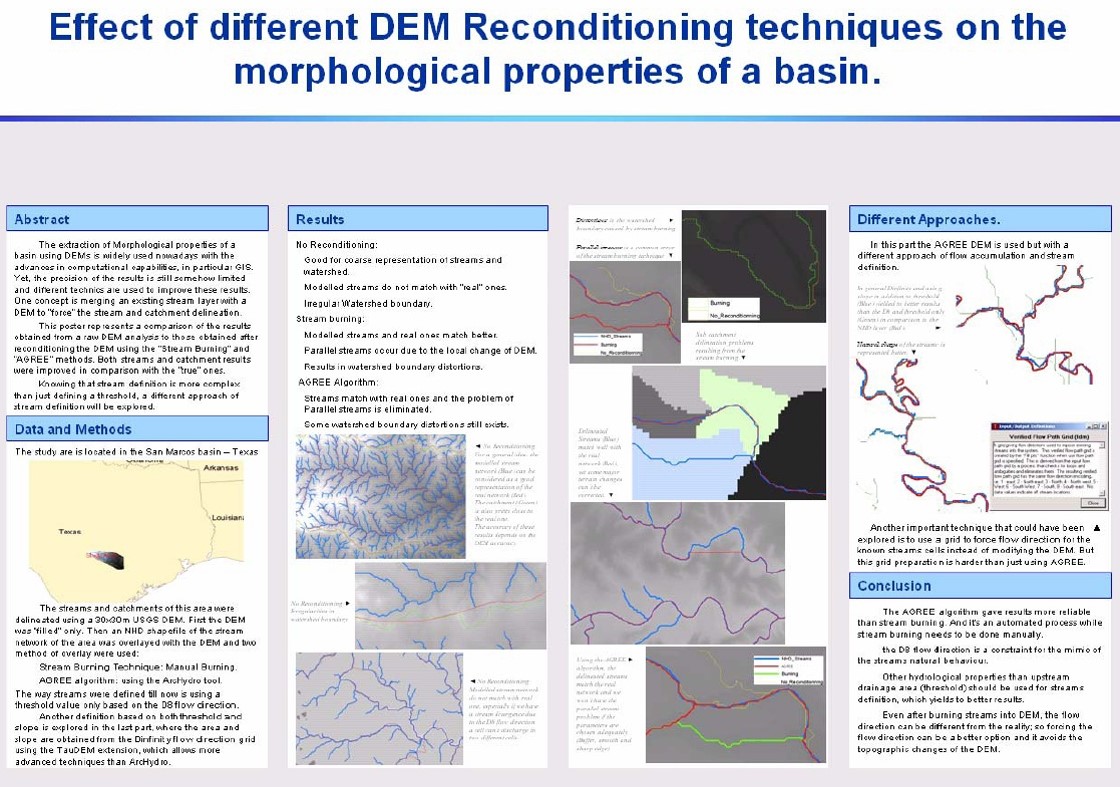 Effect of different DEM Reconditioning techniques on the
morphological properties of a basin.
Abstract
The extraction of Morphological properties of a
basin using DEMs is widely used nowadays with the
advances in computational capabilities, in particular GIS.
Yet, the precision of the results is still somehow limited
and different technics are used to improve these results.
One concept is merging an existing stream layer with a
DEM to "force" the stream and catchment delineation.
This poster represents a comparison of the results
obtained from a raw DEM analysis to those obtained after
reconditioning the DEM using the "Stream Burning" and
"AGREE" methods. Both streams and catchment results
were improved in comparison with the "true" ones.
Knowing that stream definition is more complex
than just defining a threshold, a different approach of
stream definition will be explored.
Data and Methods
The study are is located in the San Marcos basin – Texas
Arkansas
Louisiana
Texas
The streams and catchments of this area were
delineated using a 30x30m USGS DEM. First the DEM
was "filled" only. Then an NHD shapefile of the stream
network of the area was overlayed with the DEM and two
method of overlay were used:
Stream Burning Technique: Manual Burning.
AGREE algorithm: using the ArcHydro tool.
The way streams were defined till now is using a
threshold value only based on the D8 flow direction.
Another definition based on both threshold and
slope is explored in the last part, where the area and
slope are obtained from the Dinfinity flow direction grid
using the TauDEM extension, which allows more
advanced techniques than ArcHydro.
Results
No Reconditioning:
Good for coarse representation of streams and
watershed.
Modelled streams do not match with "real" ones.
Irregular Watershed boundary.
Stream burning:
Modelled streams and real ones match better.
Parallel streams occur due to the local change of DEM.
Results in watershed boundary distortions.
AGREE Algorithm:
Streams match with real ones and the problem of
Parallel streams is eliminated.
Some watershed boundary distortions still exists.
◄ No Reconditioning
No Reconditioning ►
Irregularities in
watershed boundary
◄ No Reconditioning
Distortions in the watershed ►
boundary caused by stream burning
Parallel streams is a common error
of the stream burning technique ▼
Burning
No_Reconditioning
NHD_Streams
Burning
No_Reconditioning
Sub catchment
delineation problems
resulting from the
stream burning ▼
Delineated
Streams (Blue)
match well with
the real
network (Red),
Using the AGREE ►
algorithm, the
delineated streams
match the real
network and we
NHD_Streams
AGREE
Burning
No_Reconditioning
Different Approaches.
In this part the AGREE DEM is used but with a
different approach of flow accumulation and stream
definition.
Input/Output Definitions
Verified Flow Path Grid (fdrn)
Close
Another important technique that could have been ▲
explored is to use a grid to force flow direction for the
known streams cells instead of modifying the DEM. But
this grid preparation is harder than just using AGREE.
Conclusion
The AGREE algorithm gave results more reliable
than stream burning. And it's an automated process while
stream burning needs to be done manually.
the D8 flow direction is a constraint for the mimic of
the streams natural behaviour.
Other hydrological properties than upstream
drainage area (threshold) should be used for streams
definition, which yields to better results.
Even after burning streams into DEM, the flow
direction can be different from the reality; so forcing the
flow direction can be a better option and it avoids the
topographic changes of the DEM.